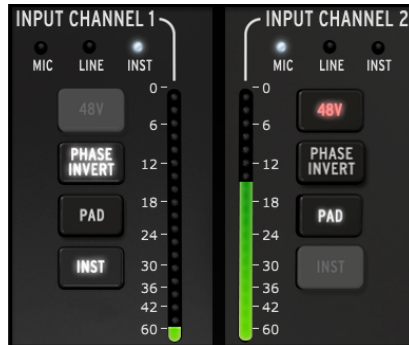 INPUT CHANNEL 1
MIC LINE INST
48V
PHASE
INVERT
PAD
INST
0
6
12
18
24
30
36
42
60
INPUT CHANNEL 2
MIC LINE INST
48V
PHASE
INVERT
PAD
INST
0
6
12
18
24
30
36
42
60